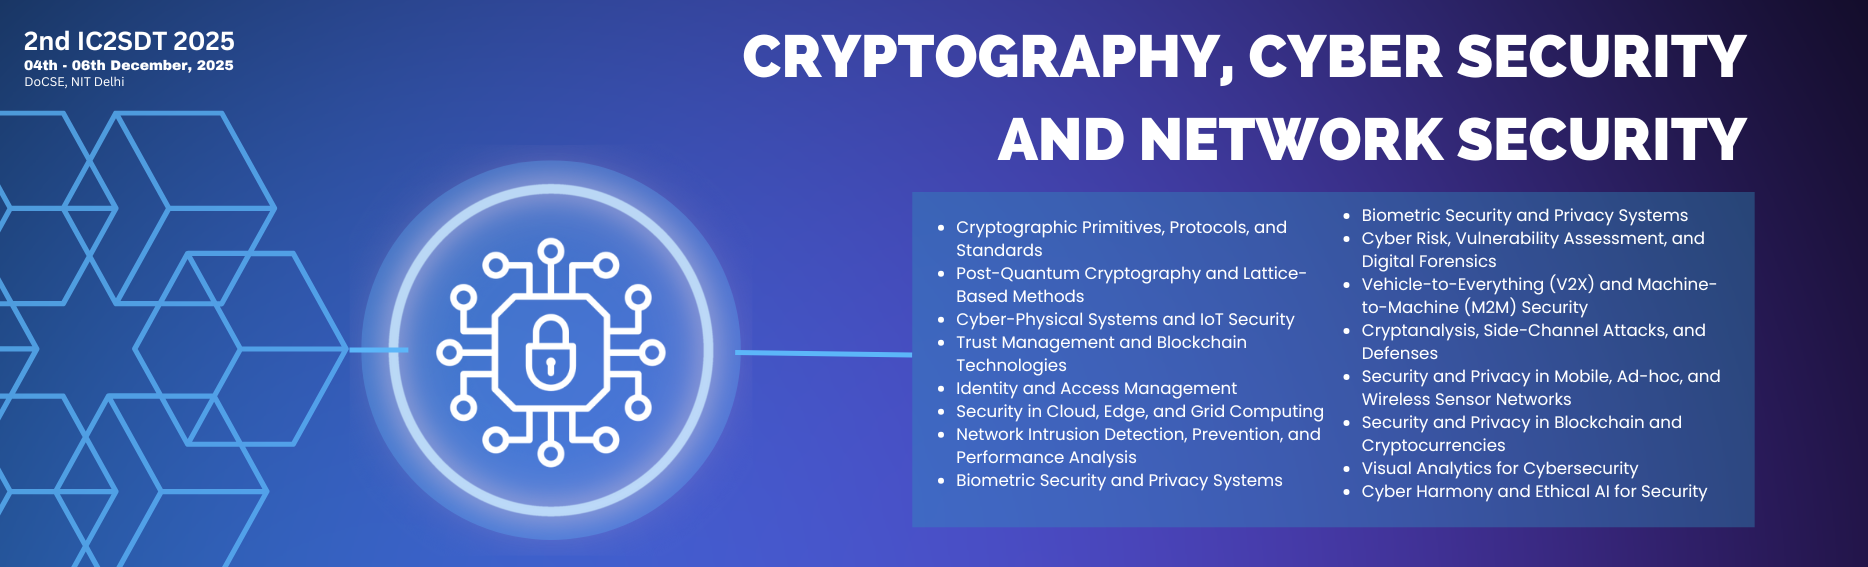 2nd IC2SDT 2025
04th - 06th December, 2025
DoCSE, NIT Delhi
CRYPTOGRAPHY, CYBER SECURITY
AND NETWORK SECURITY
• Cryptographic Primitives, Protocols, and
Standards
• Post-Quantum Cryptography and Lattice-
Based Methods
• Cyber-Physical Systems and IoT Security
• Trust Management and Blockchain
Technologies
• Identity and Access Management
• Security in Cloud, Edge, and Grid Computing
• Network Intrusion Detection, Prevention, and
Performance Analysis
• Biometric Security and Privacy Systems
• Biometric Security and Privacy Systems
• Cyber Risk, Vulnerability Assessment, and
Digital Forensics
• Vehicle-to-Everything (V2X) and Machine-
to-Machine (M2M) Security
• Cryptanalysis, Side-Channel Attacks, and
Defenses
• Security and Privacy in Mobile, Ad-hoc, and
Wireless Sensor Networks
• Security and Privacy in Blockchain and
Cryptocurrencies
• Visual Analytics for Cybersecurity
• Cyber Harmony and Ethical AI for Security